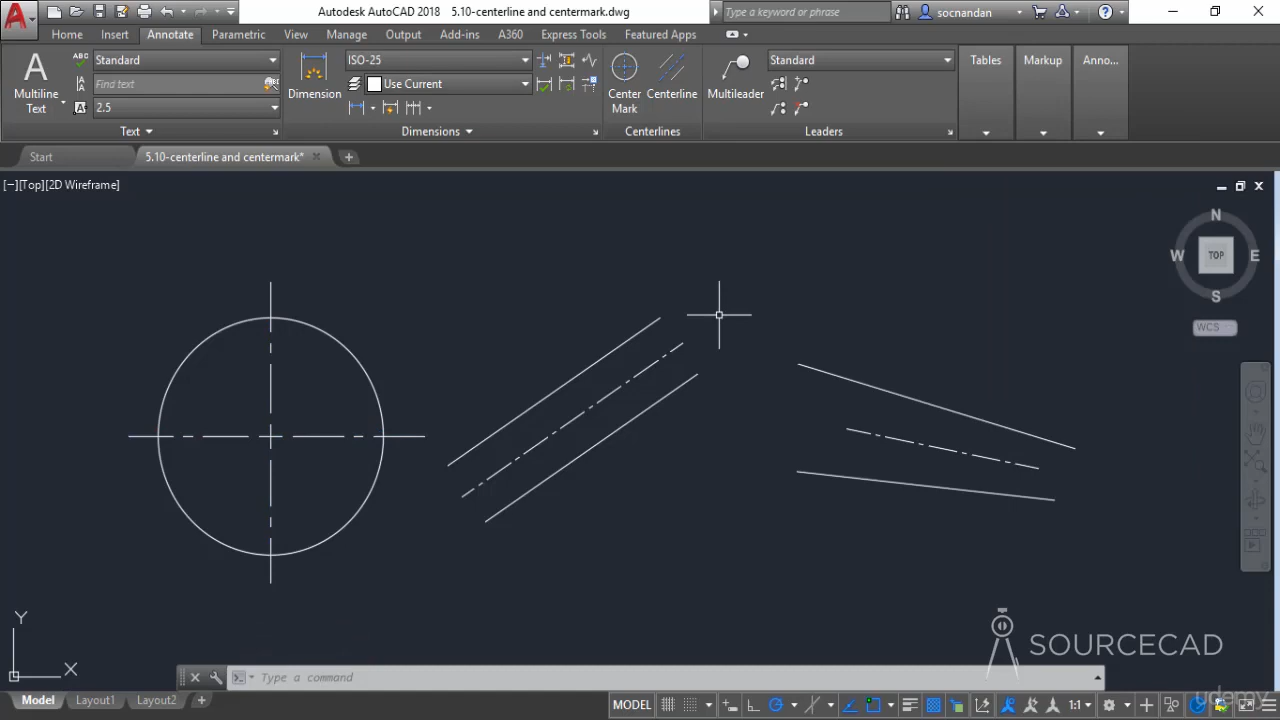 Autodesk AutoCAD 2018 5.10-centerline and centermark.dwg
Type a keyword or phrase
socnandan
Home Insert Annotate Parametric View Manage Output Add-ins A360 Express Tools Featured Apps
A
Multiline
Text
ABC
Standard
Find text
2.5
Text
Dimension
ISO-25
Use Current
Dimensions
Center
Mark
Centerline
Centerlines
Multileader
Standard
Leaders
Tables
Markup
Anno...
Start
5.10-centerline and centermark*
[−][Top][2D Wireframe]
N
W TOP E
S
WCS
SOURCECAD
Y
X
Type a command
Model Layout1 Layout2
MODEL
1:1
udemy